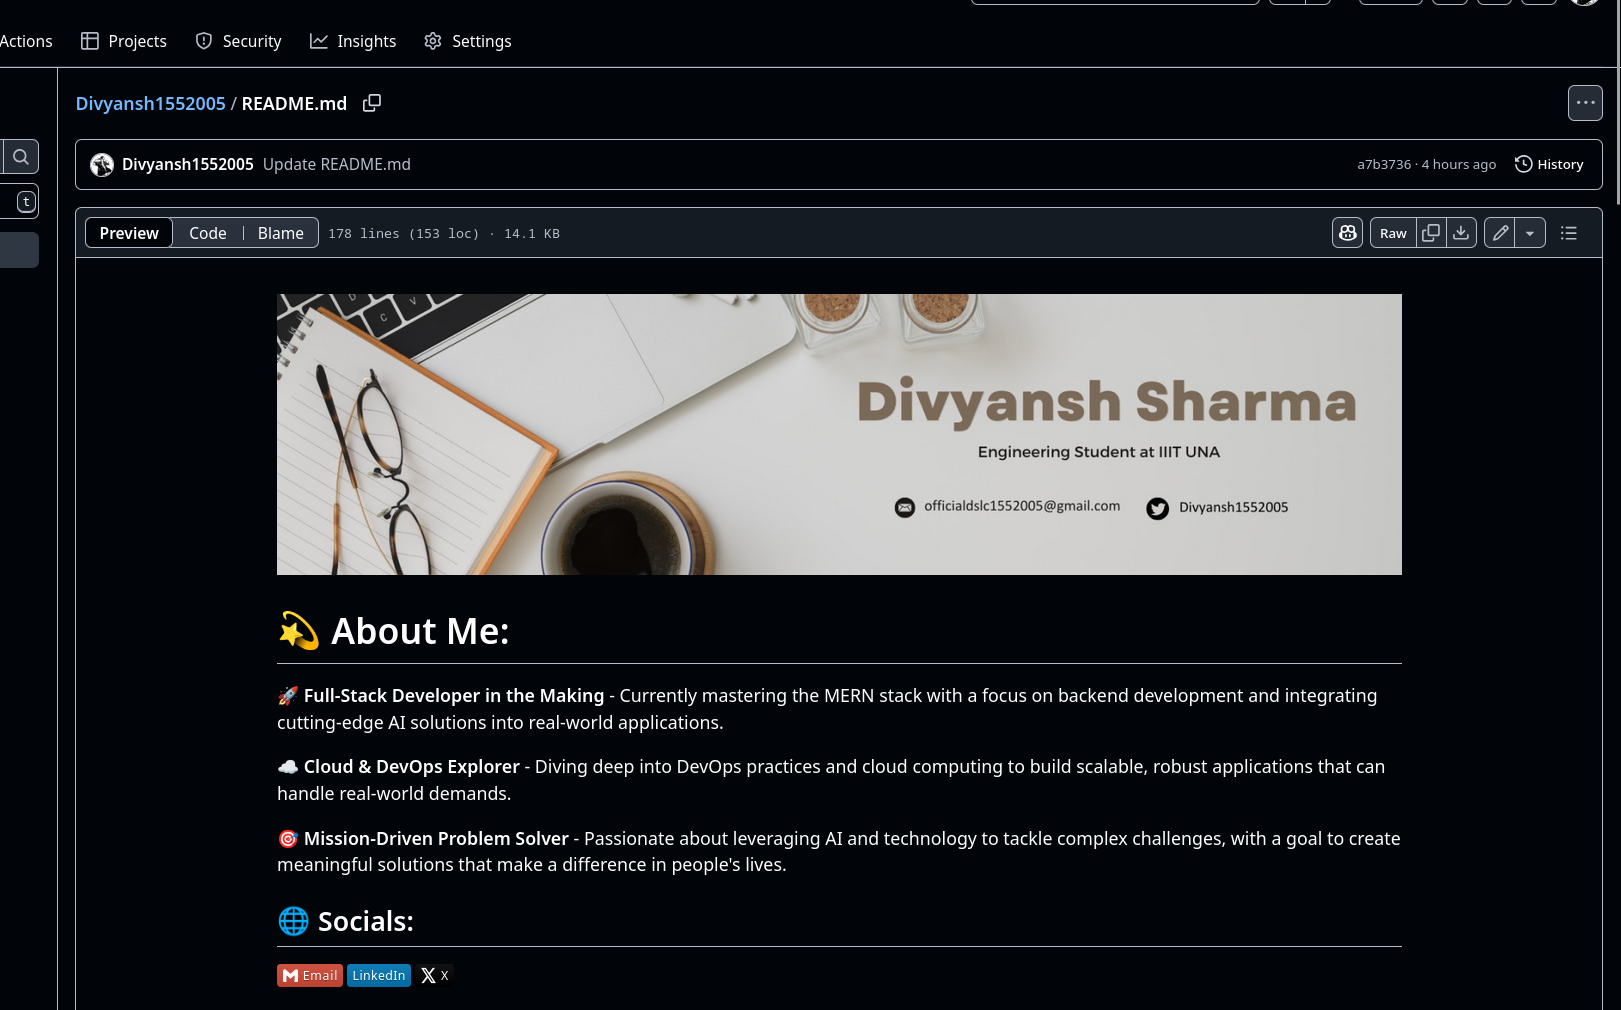 Actions Projects Security Insights Settings
Divyansh1552005 / README.md
t
Divyansh1552005 Update README.md a7b3736 · 4 hours ago History
Preview Code Blame 178 lines (153 loc) · 14.1 KB Raw
D V
C
Divyansh Sharma
Engineering Student at IIIT UNA
officialdslc1552005@gmail.com Divyansh1552005
💫 About Me:
🚀 Full-Stack Developer in the Making - Currently mastering the MERN stack with a focus on backend development and integrating
cutting-edge AI solutions into real-world applications.
☁️ Cloud & DevOps Explorer - Diving deep into DevOps practices and cloud computing to build scalable, robust applications that can
handle real-world demands.
🎯 Mission-Driven Problem Solver - Passionate about leveraging AI and technology to tackle complex challenges, with a goal to create
meaningful solutions that make a difference in people's lives.
🌐 Socials:
Email LinkedIn X X